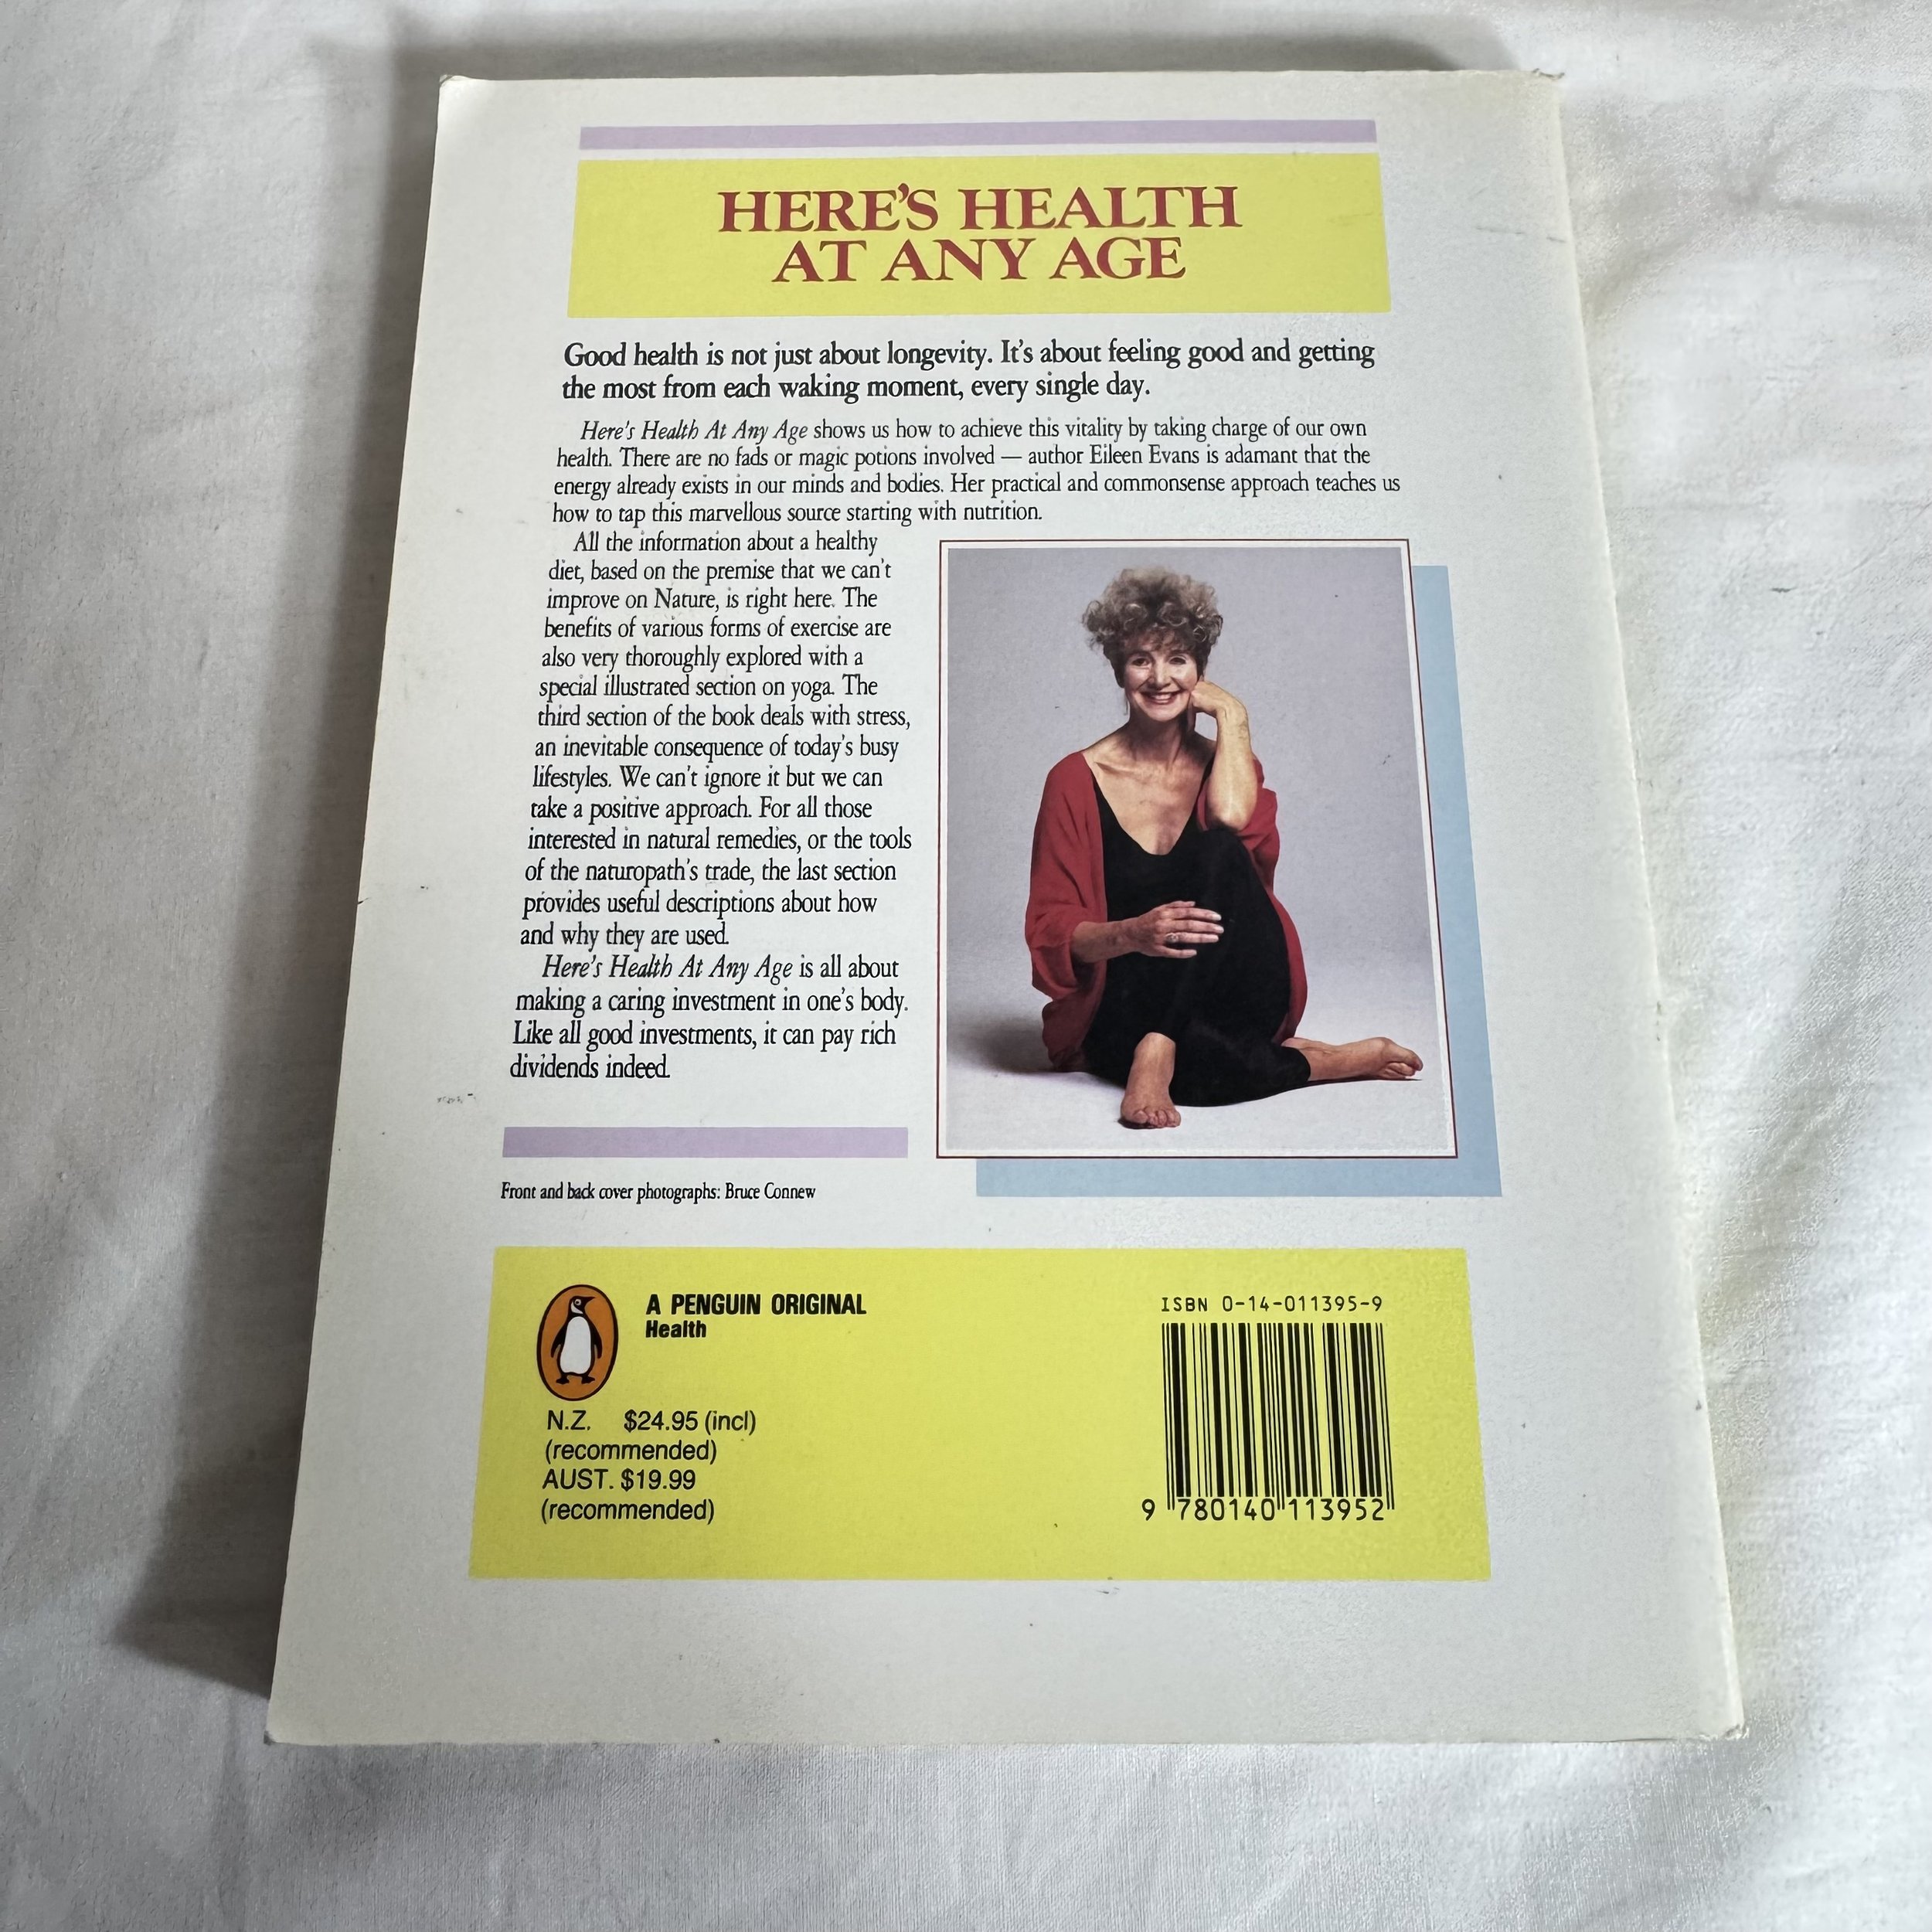 HERE'S HEALTH
AT ANY AGE
Good health is not just about longevity. It's about feeling good and getting
the most from each waking moment, every single day.
Here's Health At Any Age shows us how to achieve this vitality by taking charge of our own
health. There are no fads or magic potions involved — author Eileen Evans is adamant that the
energy already exists in our minds and bodies. Her practical and commonsense approach teaches us
how to tap this marvellous source starting with nutrition.
All the information about a healthy
diet, based on the premise that we can't
improve on Nature, is right here. The
benefits of various forms of exercise are
also very thoroughly explored with a
special illustrated section on yoga. The
third section of the book deals with stress,
an inevitable consequence of today's busy
lifestyles. We can't ignore it but we can
take a positive approach. For all those
interested in natural remedies, or the tools
of the naturopath's trade, the last section
provides useful descriptions about how
and why they are used.
Here's Health At Any Age is all about
making a caring investment in one's body.
Like all good investments, it can pay rich
dividends indeed.
Front and back cover photographs: Bruce Connew
A PENGUIN ORIGINAL
Health
N.Z. $24.95 (incl)
(recommended)
AUST. $19.99
(recommended)
ISBN 0-14-011395-9
9 780140 113952